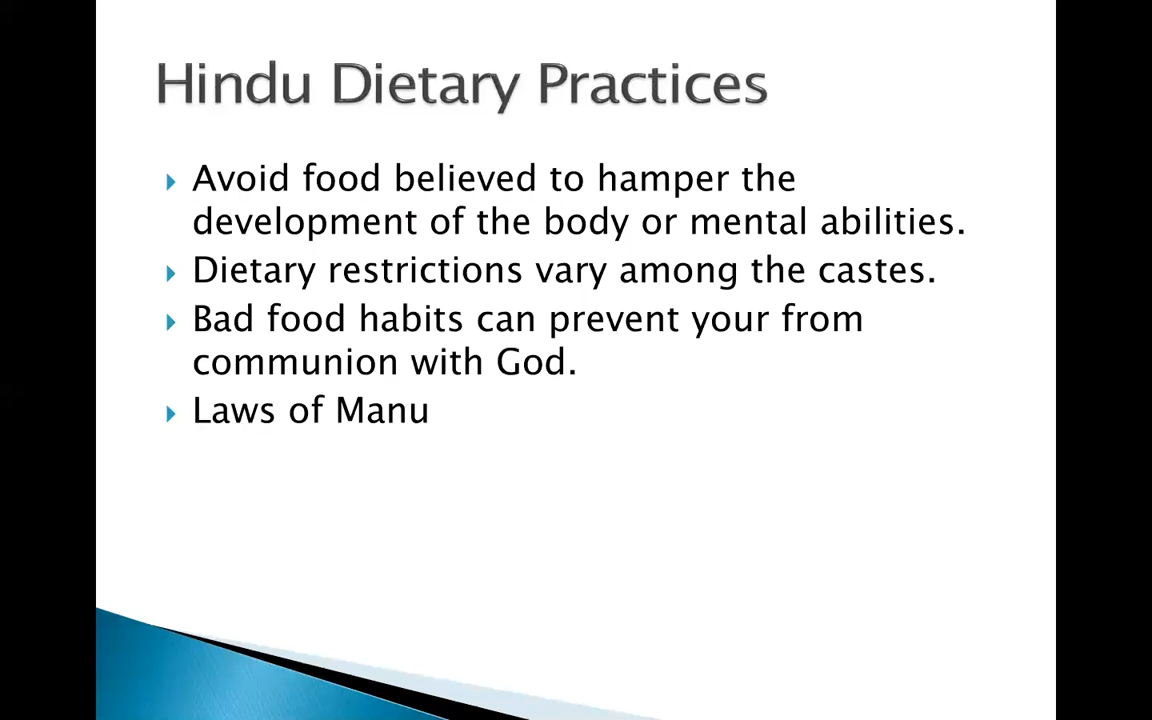 Hindu Dietary Practices
Avoid food believed to hamper the
development of the body or mental abilities.
Dietary restrictions vary among the castes.
Bad food habits can prevent your from
communion with God.
Laws of Manu